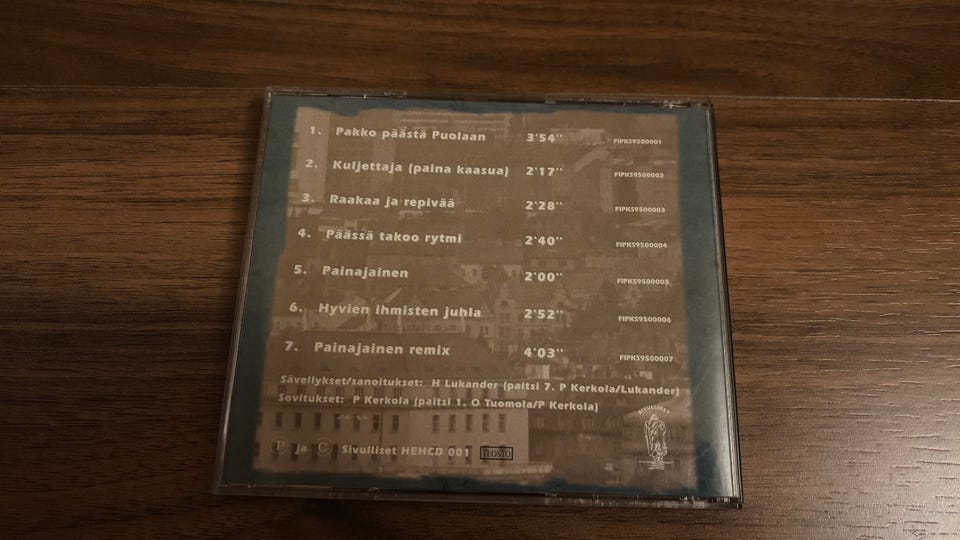 1. Pakko päästä Puolaan 3'54'' FIPKS9500001
2. Kuljettaja (paina kaasua) 2'17'' FIPKS9500002
3. Raakaa ja repivää 2'28'' FIPKS9500003
4. Päässä takoo rytmi 2'40'' FIPKS9500004
5. Painajainen 2'00'' FIPKS9500005
6. Hyvien ihmisten juhla 2'52'' FIPKS9500006
7. Painajainen remix 4'03'' FIPKS9500007
Sävellykset/sanoitukset: H Lukander (paitsi 7. P Kerkola/Lukander)
Sovitukset: P Kerkola (paitsi 1. O Tuomola/P Kerkola)
SIVULLISET
Ⓟ ja Ⓒ Sivulliset HEHCD 001 TEOSTO